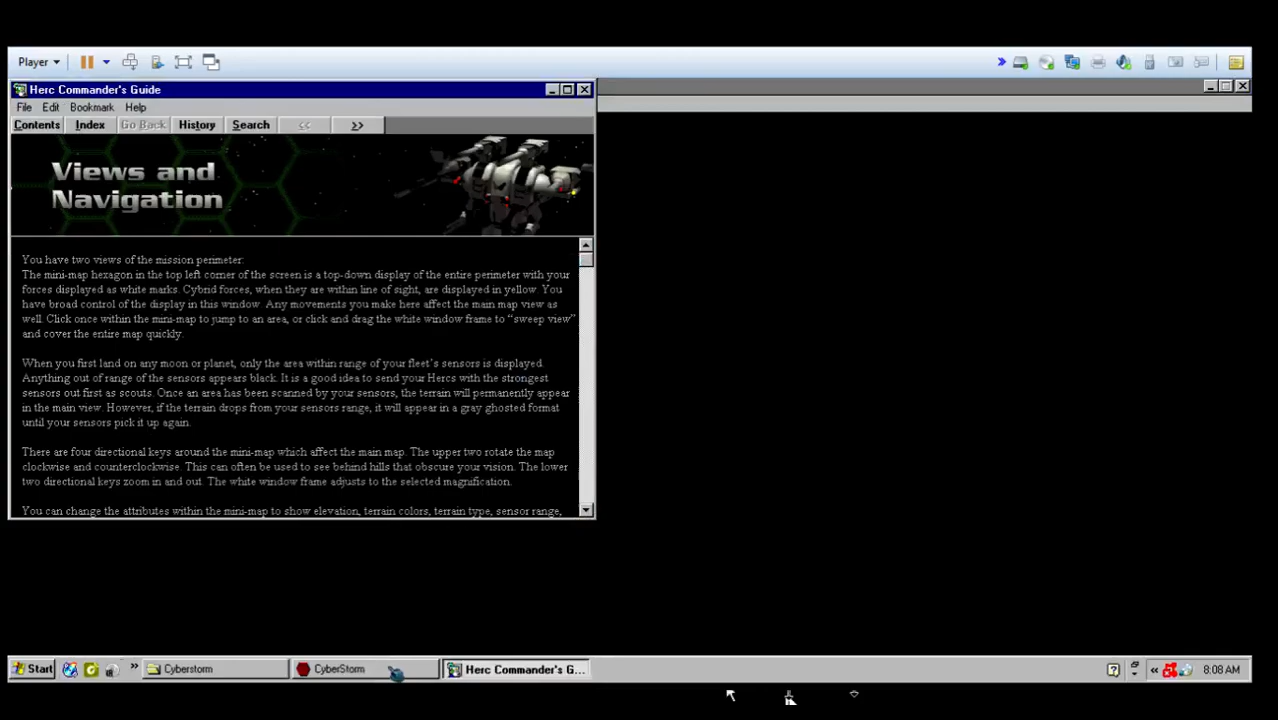 Player
Herc Commander's Guide
File Edit Bookmark Help
Contents Index Go Back History Search << >>
Views and
Navigation
You have two views of the mission perimeter:
The mini-map hexagon in the top left corner of the screen is a top-down display of the entire perimeter with your
forces displayed as white marks. Cybrid forces, when they are within line of sight, are displayed in yellow. You
have broad control of the display in this window. Any movements you make here affect the main map view as
well. Click once within the mini-map to jump to an area, or click and drag the white window frame to “sweep view”
and cover the entire map quickly.
When you first land on any moon or planet, only the area within range of your fleet’s sensors is displayed.
Anything out of range of the sensors appears black. It is a good idea to send your Hercs with the strongest
sensors out first as scouts. Once an area has been scanned by your sensors, the terrain will permanently appear
in the main view. However, if the terrain drops from your sensors range, it will appear in a gray ghosted format
until your sensors pick it up again.
There are four directional keys around the mini-map which affect the main map. The upper two rotate the map
clockwise and counterclockwise. This can often be used to see behind hills that obscure your vision. The lower
two directional keys zoom in and out. The white window frame adjusts to the selected magnification.
You can change the attributes within the mini-map to show elevation, terrain colors, terrain type, sensor range,
Start » Cyberstorm CyberStorm Herc Commander's G... « 8:08 AM